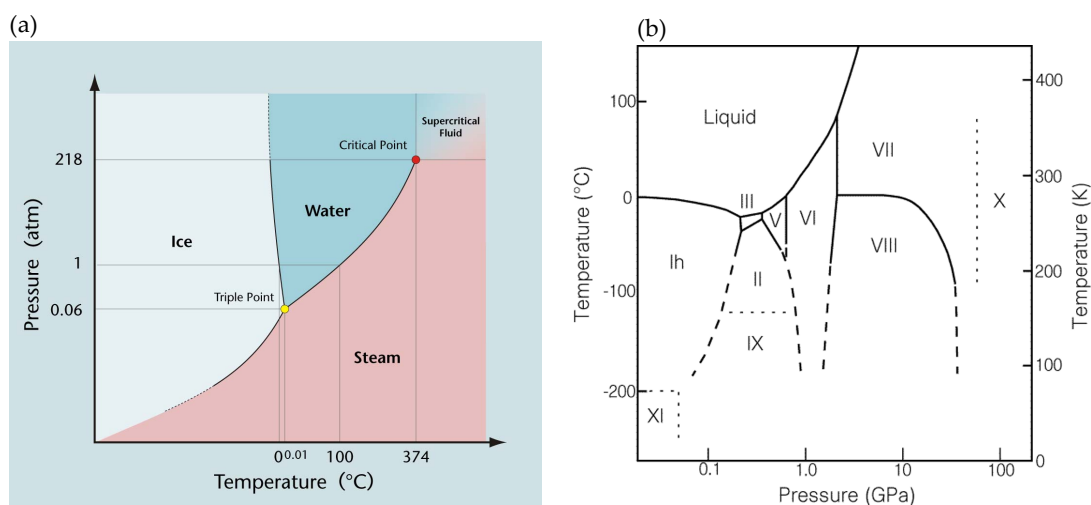 (a)
Pressure (atm)
218
1
0.06
Ice
Water
Steam
Supercritical
Fluid
Critical Point
Triple Point
0
0.01
100
374
Temperature (°C)
(b)
Temperature (°C)
100
0
-100
-200
Liquid
Ih
III
V
VI
II
IX
XI
VII
VIII
X
0.1
1.0
10
100
Pressure (GPa)
400
300
200
100
0
Temperature (K)